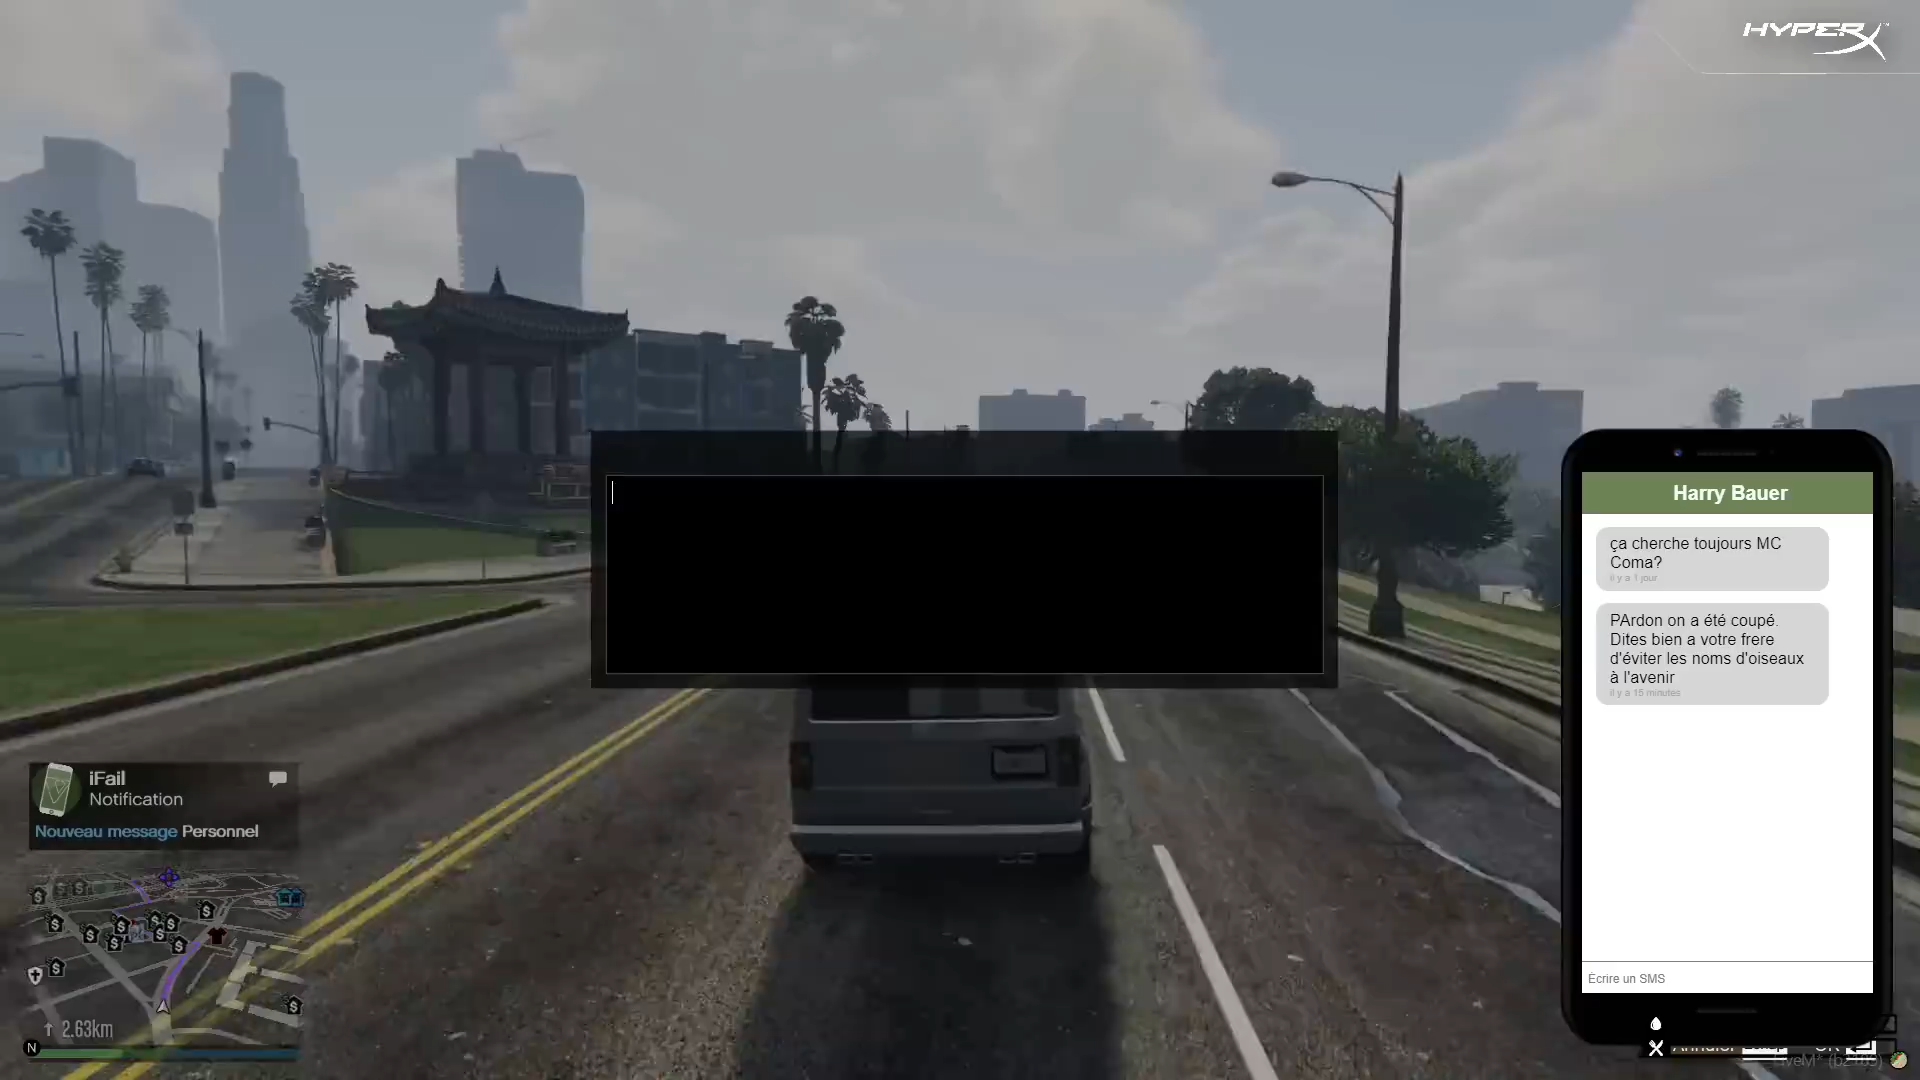 HYPERX
Harry Bauer
ça cherche toujours MC
Coma?
il y a 1 jour
PArdon on a été coupé.
Dites bien a votre frere
d'éviter les noms d'oiseaux
à l'avenir
il y a 15 minutes
Écrire un SMS
iFail
Notification
Nouveau message Personnel
2.63km
N